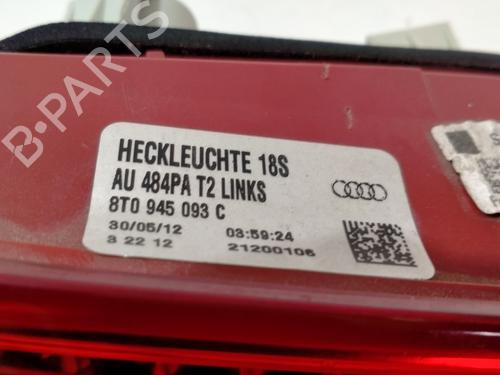 HECKLEUCHTE 18S
AU 484PA T2 LINKS
8T0 945 093 C
30/05/12 03:59:24
3 22 12 21200106